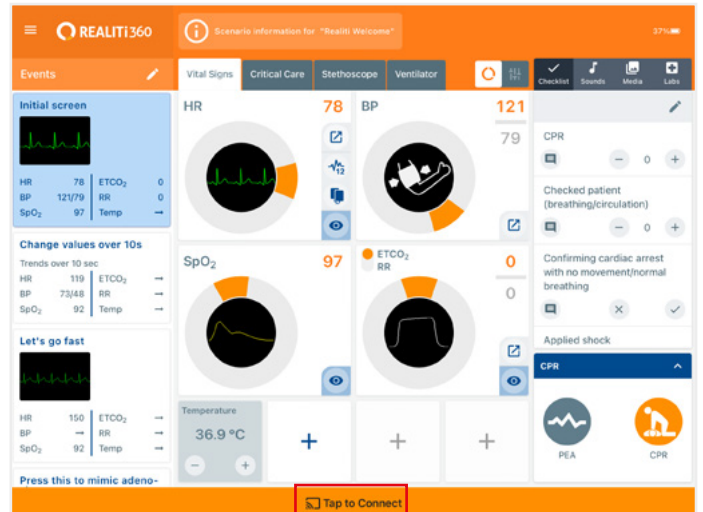 REALITi360
Scenario information for "Realiti Welcome"
37%
Events
Vital Signs
Critical Care
Stethoscope
Ventilator
Checklist
Sounds
Media
Labs
Initial screen
HR 78 ETCO₂ 0
BP 121/79 RR 0
SpO₂ 97 Temp →
Change values over 10s
Trends over 10 sec
HR 119 ETCO₂ →
BP 73/48 RR →
SpO₂ 92 Temp →
Let's go fast
HR 150 ETCO₂ →
BP → RR →
SpO₂ 92 Temp →
Press this to mimic adeno-
HR 78
12
BP 121
79
SpO₂ 97
ETCO₂ 0
RR 0
Temperature
36.9 °C
− +
+
+
+
CPR
− 0 +
Checked patient
(breathing/circulation)
− 0 +
Confirming cardiac arrest
with no movement/normal
breathing
Applied shock
CPR
PEA
CPR
Tap to Connect